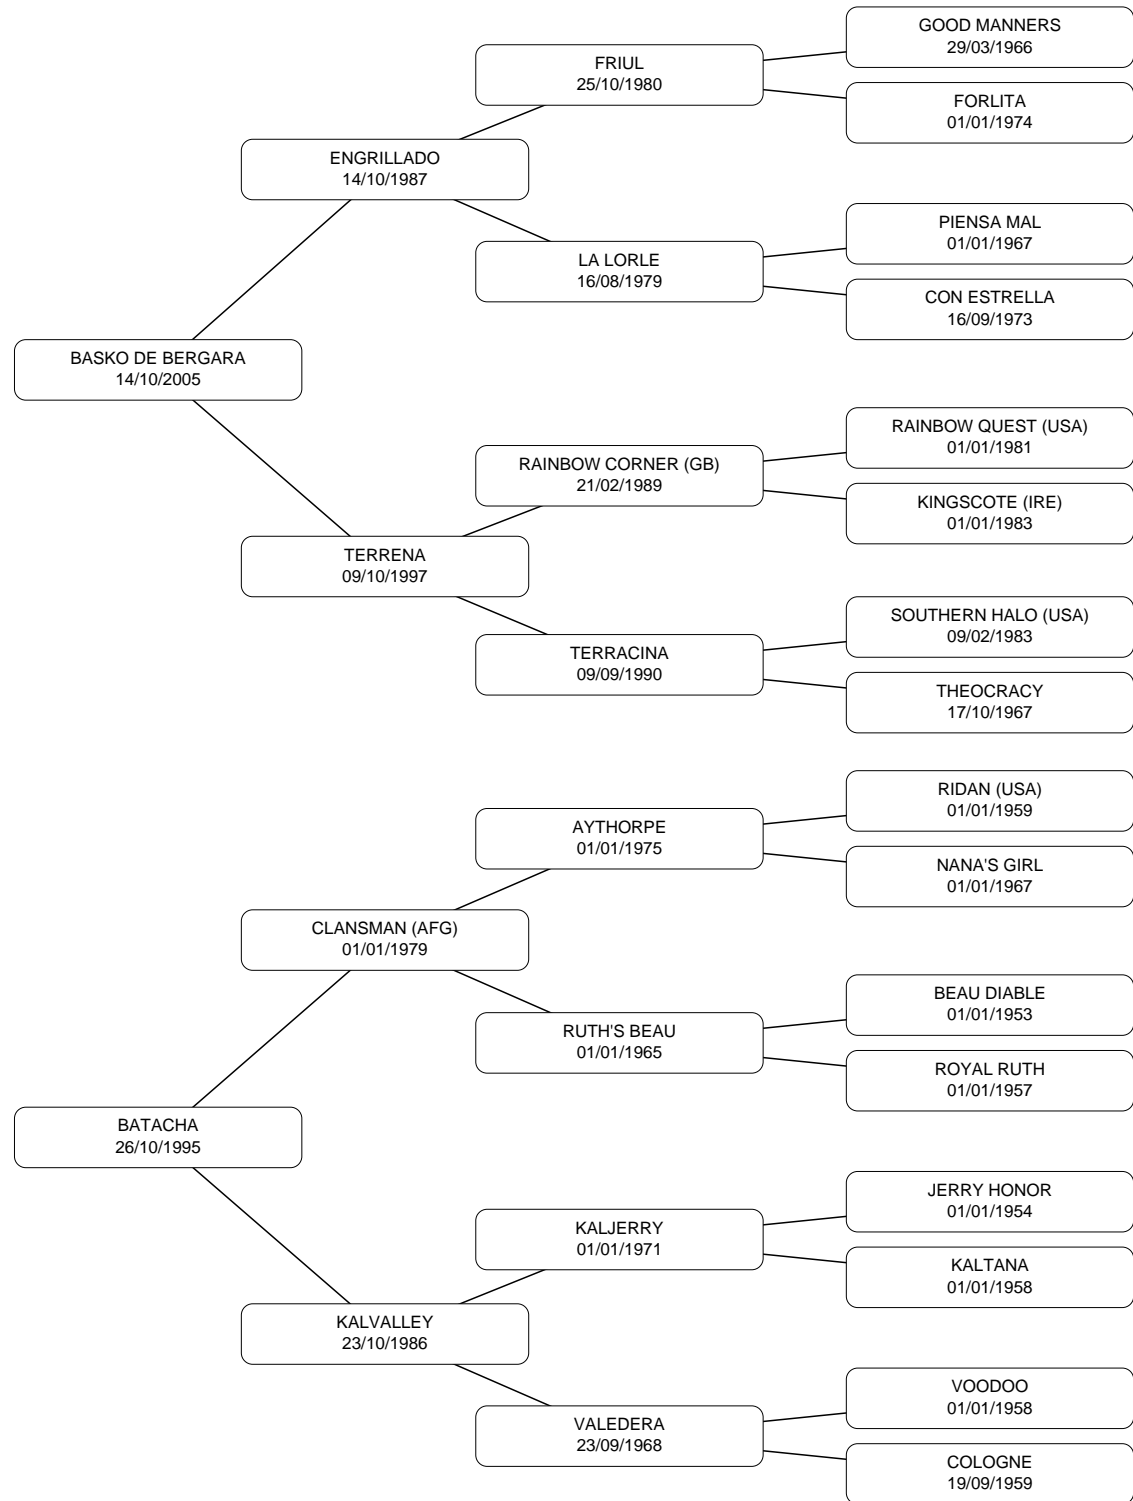 GOOD MANNERS
29/03/1966
FRIUL
25/10/1980
FORLITA
01/01/1974
ENGRILLADO
14/10/1987
PIENSA MAL
01/01/1967
LA LORLE
16/08/1979
CON ESTRELLA
16/09/1973
BASKO DE BERGARA
14/10/2005
RAINBOW QUEST (USA)
01/01/1981
RAINBOW CORNER (GB)
21/02/1989
KINGSCOTE (IRE)
01/01/1983
TERRENA
09/10/1997
SOUTHERN HALO (USA)
09/02/1983
TERRACINA
09/09/1990
THEOCRACY
17/10/1967
RIDAN (USA)
01/01/1959
AYTHORPE
01/01/1975
NANA'S GIRL
01/01/1967
CLANSMAN (AFG)
01/01/1979
BEAU DIABLE
01/01/1953
RUTH'S BEAU
01/01/1965
ROYAL RUTH
01/01/1957
BATACHA
26/10/1995
JERRY HONOR
01/01/1954
KALJERRY
01/01/1971
KALTANA
01/01/1958
KALVALLEY
23/10/1986
VOODOO
01/01/1958
VALEDERA
23/09/1968
COLOGNE
19/09/1959